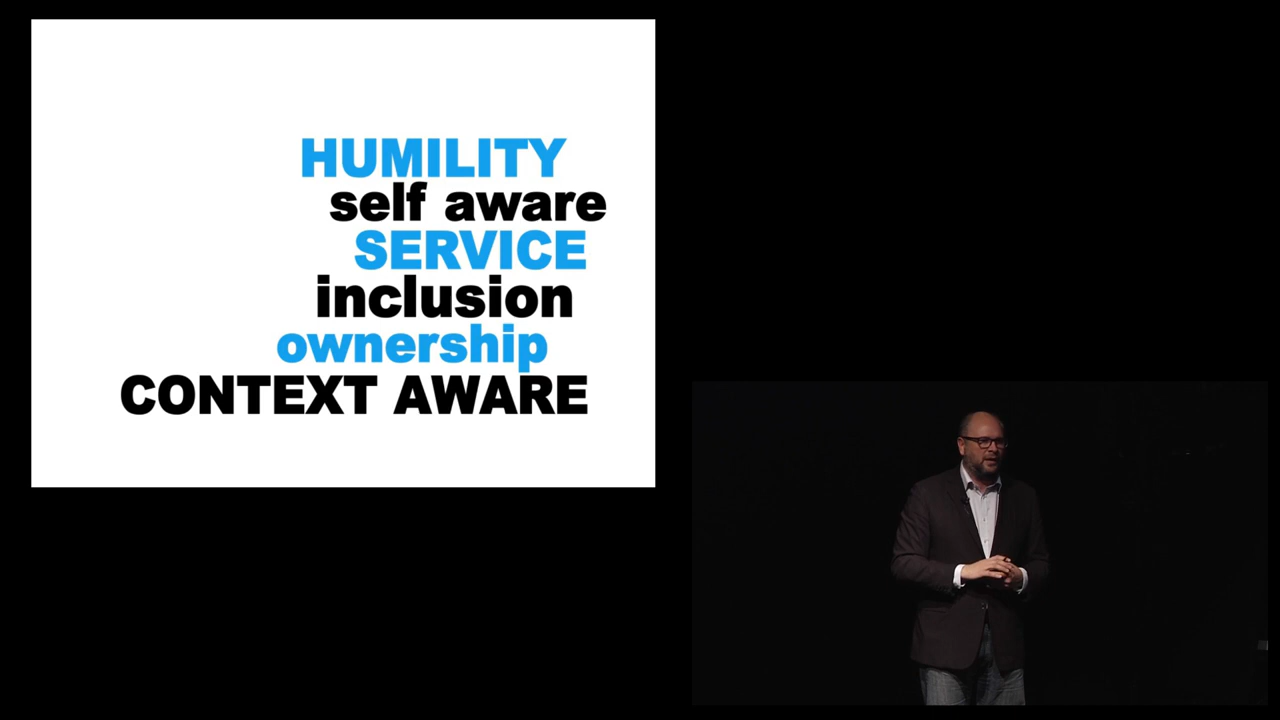 HUMILITY
self aware
SERVICE
inclusion
ownership
CONTEXT AWARE